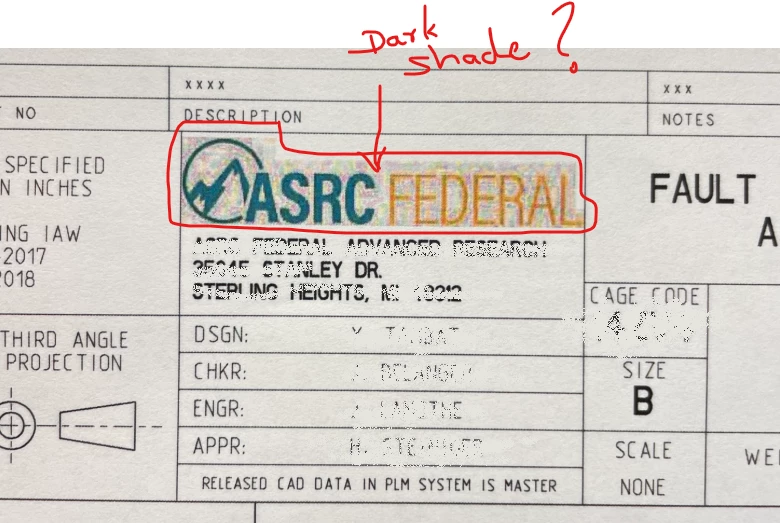 Dark
shade ?
xxxx
xxx
NO
DESCRIPTION
NOTES
SPECIFIED
IN INCHES
ASRC FEDERAL
FAULT
A
ING IAW
2017
2018
ASRC FEDERAL ADVANCED RESEARCH
STANLEY DR.
STERLING HEIGHTS, MI
CAGE CODE
THIRD ANGLE
PROJECTION
DSGN:
CHKR:
ENGR:
APPR:
SIZE
B
SCALE
NONE
RELEASED CAD DATA IN PLM SYSTEM IS MASTER